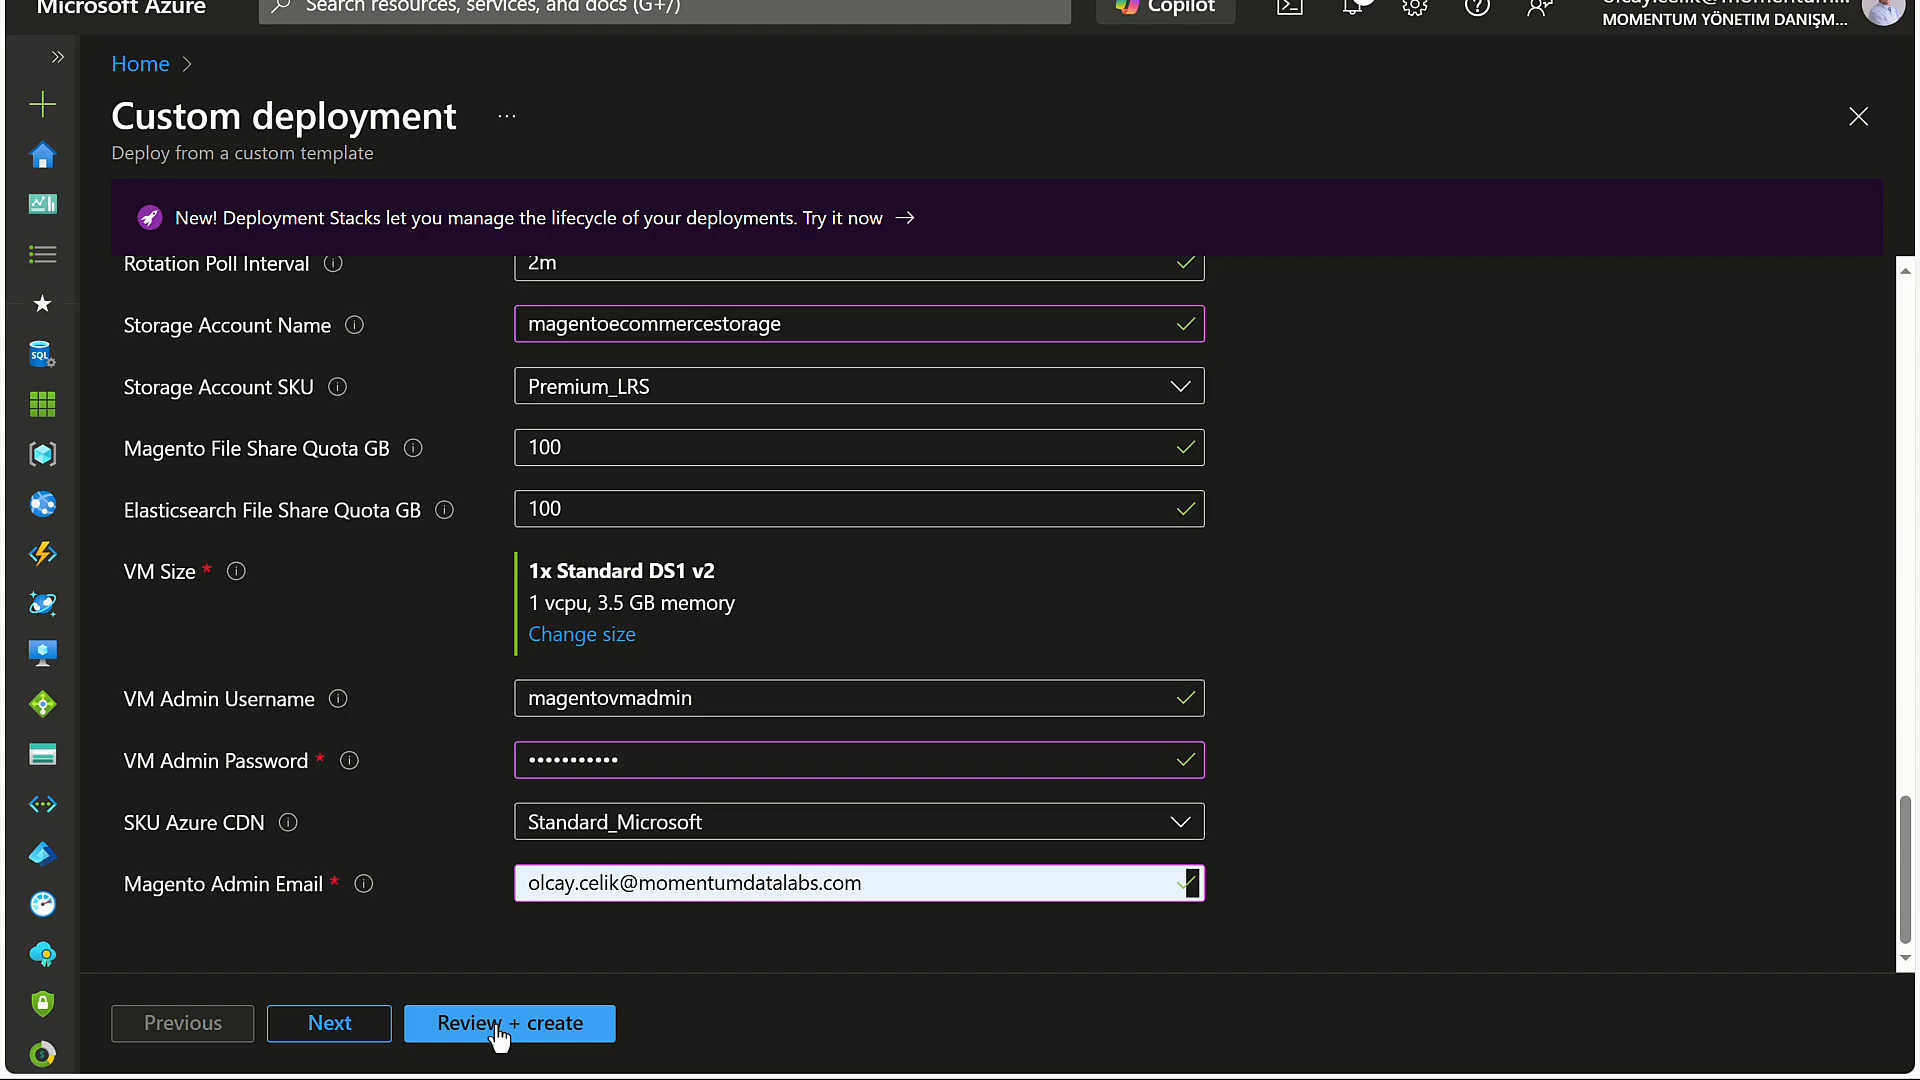 Microsoft Azure
Search resources, services, and docs (G+/)
Copilot
MOMENTUM YÖNETIM DANIŞM...
Home
Custom deployment
...
Deploy from a custom template
New! Deployment Stacks let you manage the lifecycle of your deployments. Try it now →
Rotation Poll Interval
2m
Storage Account Name
magentoecommercestorage
Storage Account SKU
Premium_LRS
Magento File Share Quota GB
100
Elasticsearch File Share Quota GB
100
VM Size *
1x Standard DS1 v2
1 vcpu, 3.5 GB memory
Change size
VM Admin Username
magentovmadmin
VM Admin Password *
•••••••••••
SKU Azure CDN
Standard_Microsoft
Magento Admin Email *
olcay.celik@momentumdatalabs.com
Previous
Next
Review + create
SQL